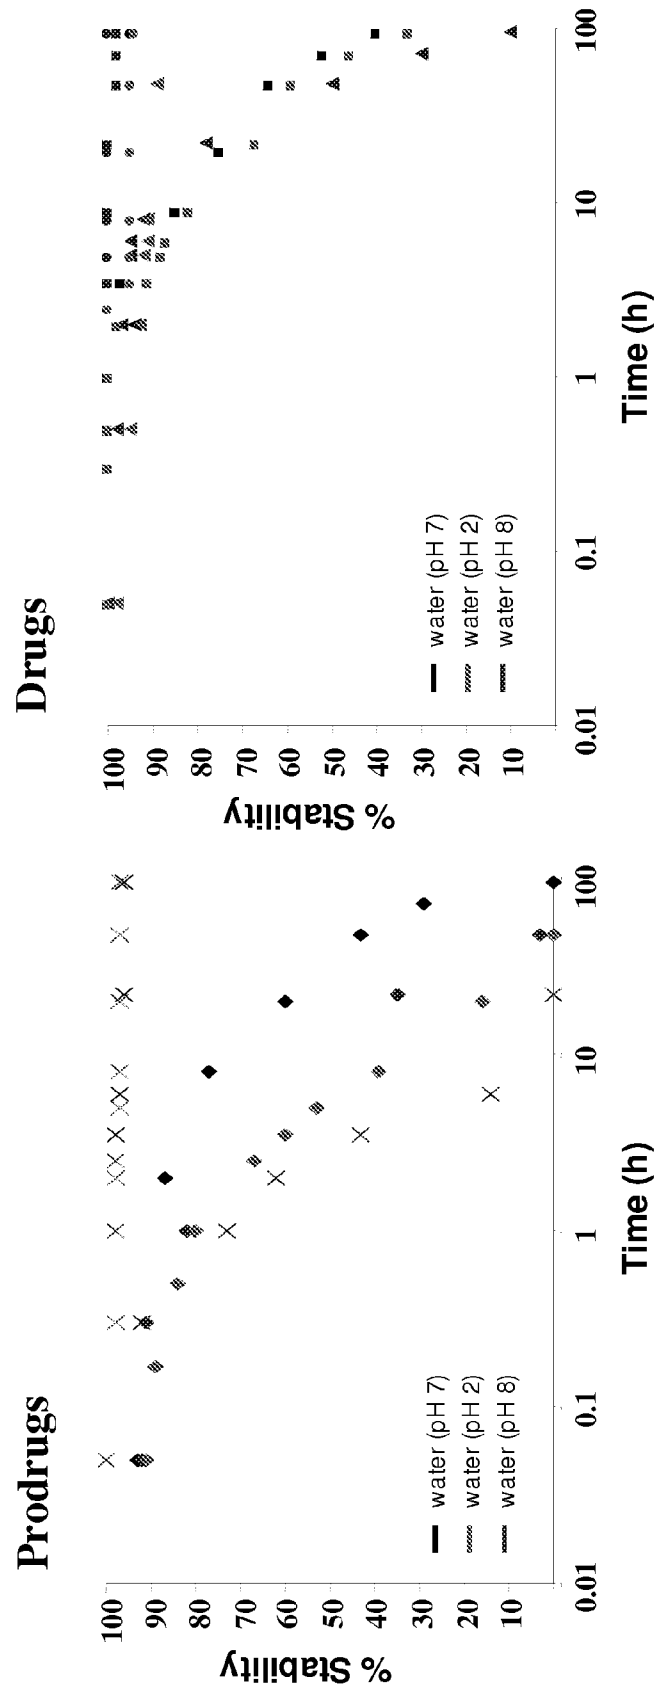 Prodrugs
% Stability
100
90
80
70
60
50
40
30
20
10
water (pH 7)
water (pH 2)
water (pH 8)
0.01
0.1
1
10
100
Time (h)
Drugs
% Stability
100
90
80
70
60
50
40
30
20
10
water (pH 7)
water (pH 2)
water (pH 8)
0.01
0.1
1
10
100
Time (h)